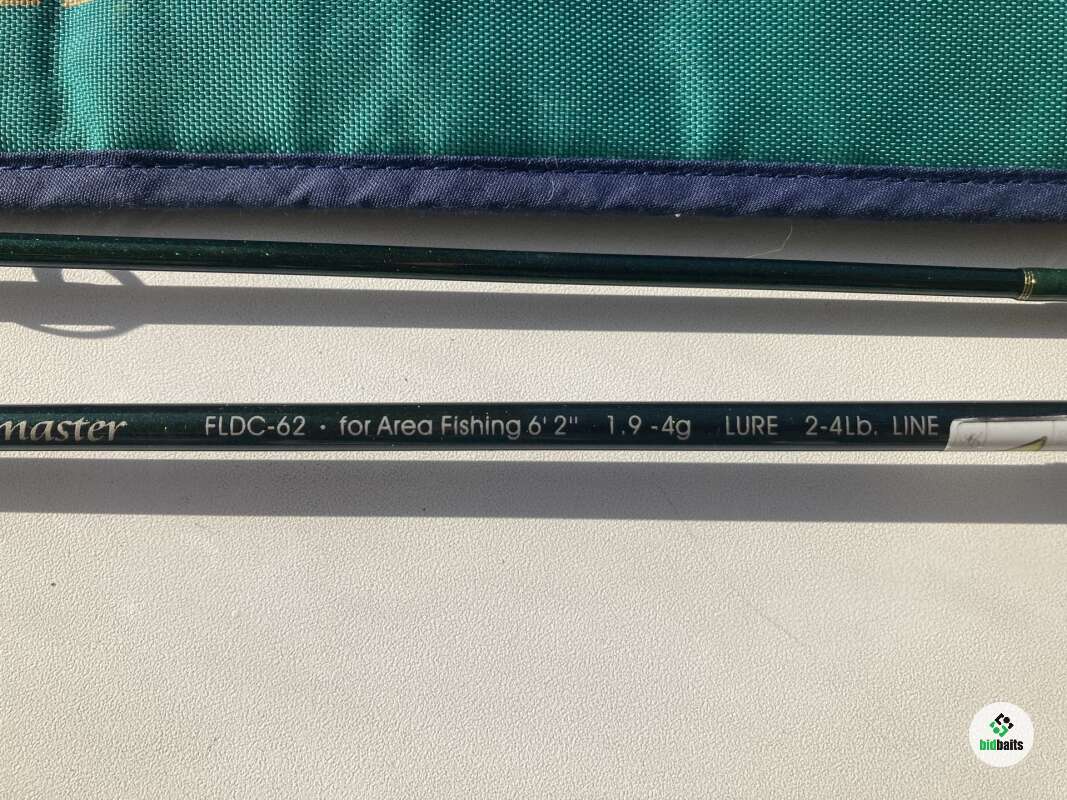 master FLDC-62 · for Area Fishing 6' 2" 1.9 -4g LURE 2-4Lb. LINE
bidbaits